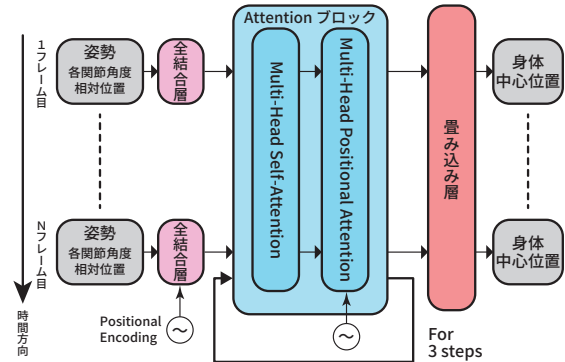 Attention ブロック
1フレーム目
姿勢
各関節角度
相対位置
全結合層
Multi-Head Self-Attention
Multi-Head Positional Attention
畳み込み層
身体
中心位置
Nフレーム目
姿勢
各関節角度
相対位置
全結合層
身体
中心位置
時間方向
Positional
Encoding
～
～
For
3 steps